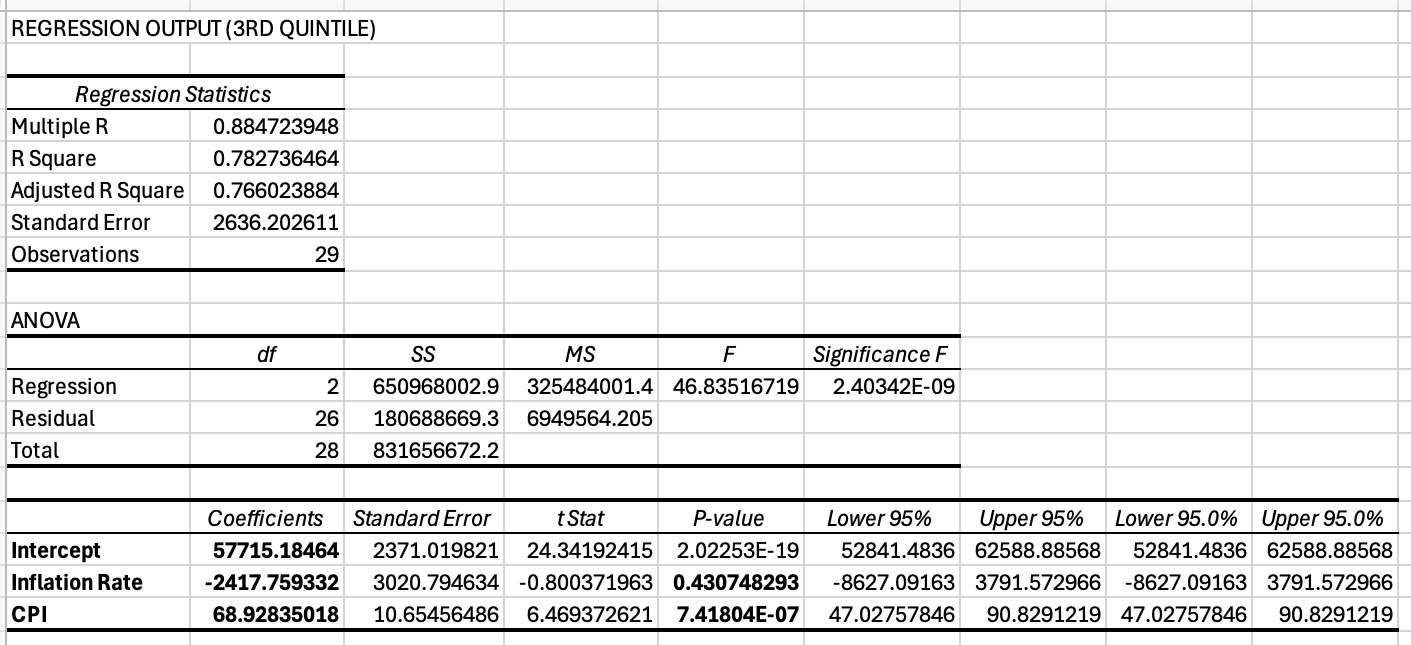 REGRESSION OUTPUT (3RD QUINTILE)
Regression Statistics
Multiple R 0.884723948
R Square 0.782736464
Adjusted R Square 0.766023884
Standard Error 2636.202611
Observations 29
ANOVA
df SS MS F Significance F
Regression 2 650968002.9 325484001.4 46.83516719 2.40342E-09
Residual 26 180688669.3 6949564.205
Total 28 831656672.2
Coefficients Standard Error t Stat P-value Lower 95% Upper 95% Lower 95.0% Upper 95.0%
Intercept 57715.18464 2371.019821 24.34192415 2.02253E-19 52841.4836 62588.88568 52841.4836 62588.88568
Inflation Rate -2417.759332 3020.794634 -0.800371963 0.430748293 -8627.09163 3791.572966 -8627.09163 3791.572966
CPI 68.92835018 10.65456486 6.469372621 7.41804E-07 47.02757846 90.8291219 47.02757846 90.8291219